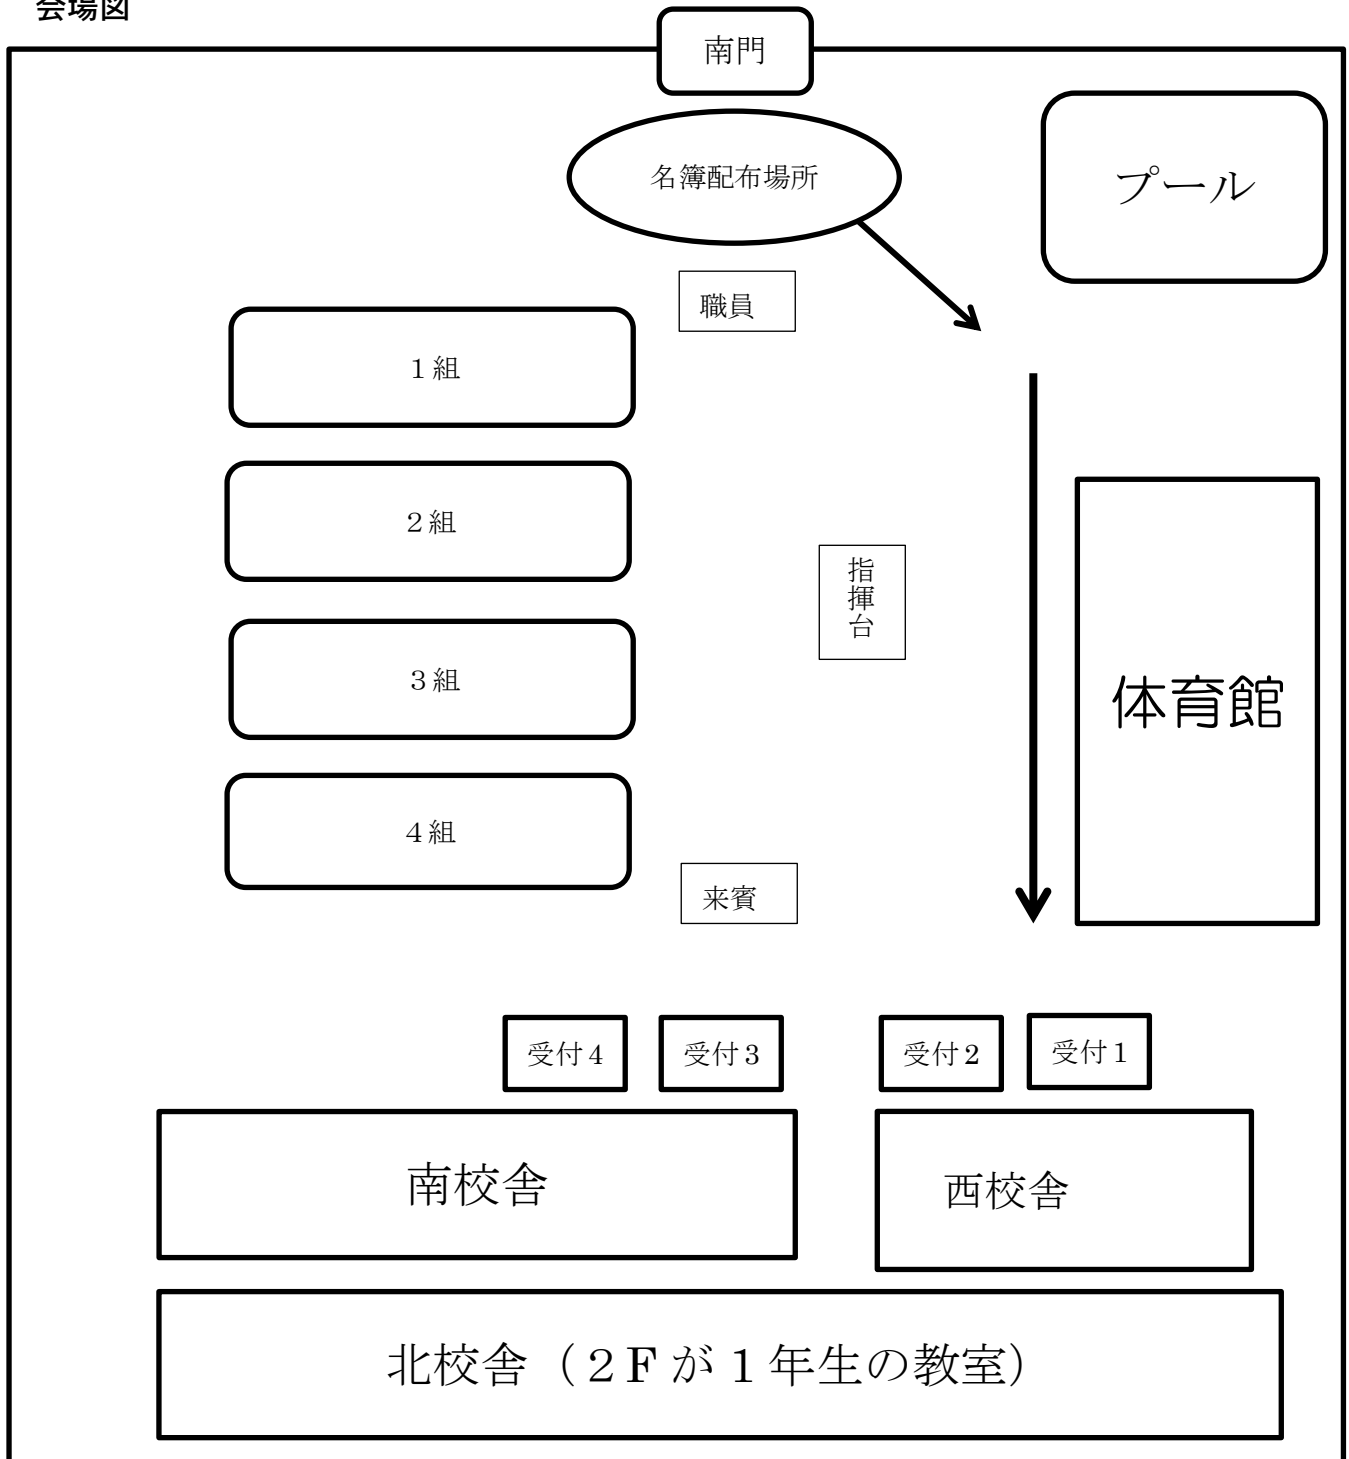 会場図
南門
名簿配布場所
プール
職員
１組
２組
指揮台
３組
体育館
４組
来賓
受付４
受付３
受付２
受付１
南校舎
西校舎
北校舎（２Fが１年生の教室）